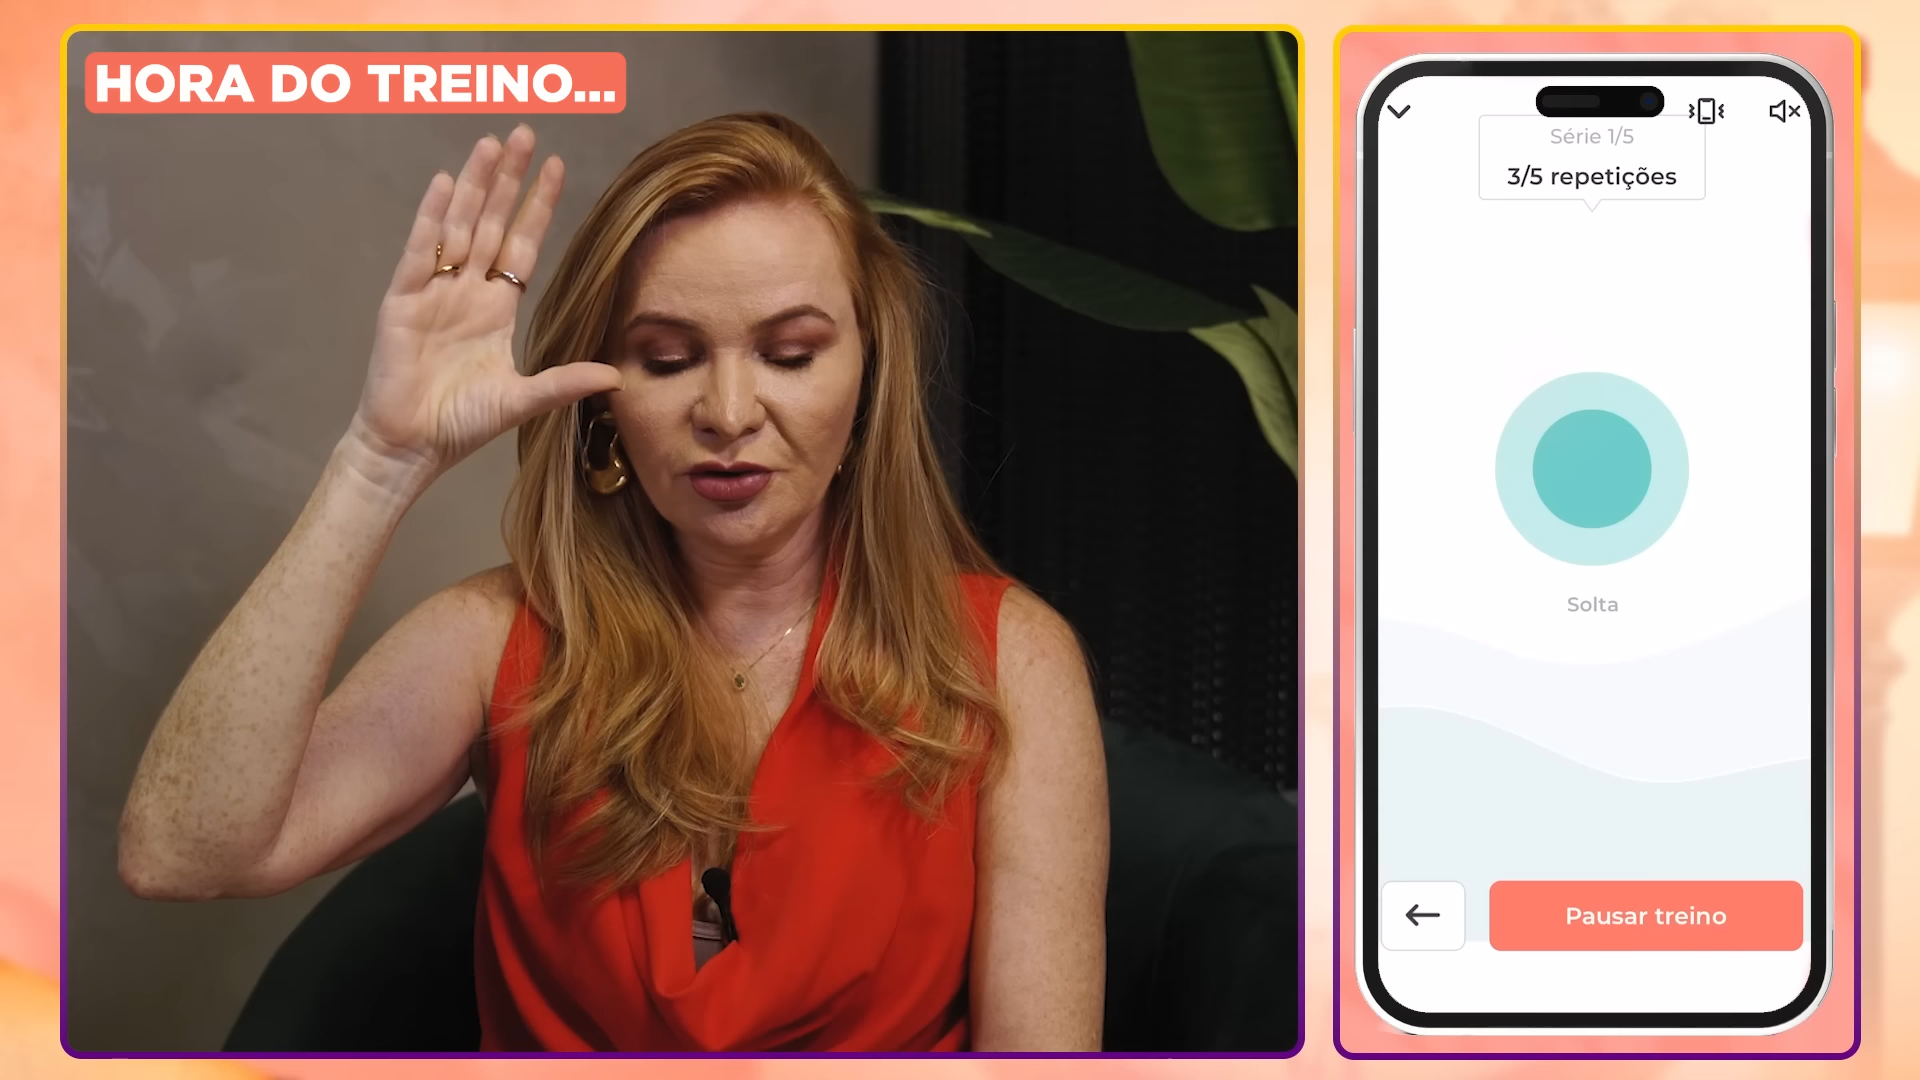 HORA DO TREINO...
Série 1/5
3/5 repetições
Solta
Pausar treino